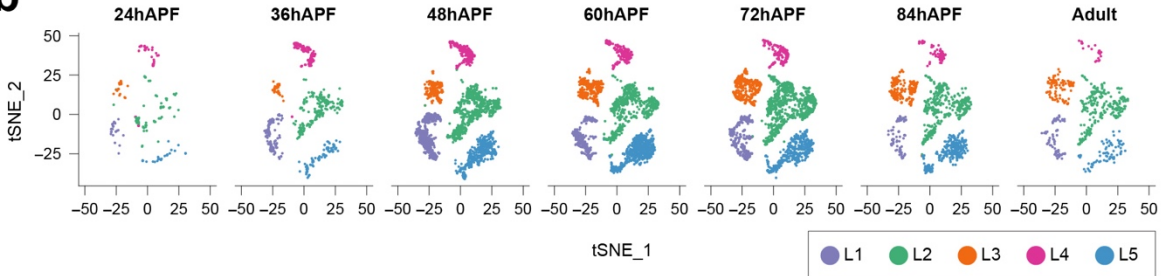 b
24hAPF 36hAPF 48hAPF 60hAPF 72hAPF 84hAPF Adult
tSNE_2
50
25
0
−25
−50 −25 0 25 50 −50 −25 0 25 50 −50 −25 0 25 50 −50 −25 0 25 50 −50 −25 0 25 50 −50 −25 0 25 50 −50 −25 0 25 50
tSNE_1
L1 L2 L3 L4 L5